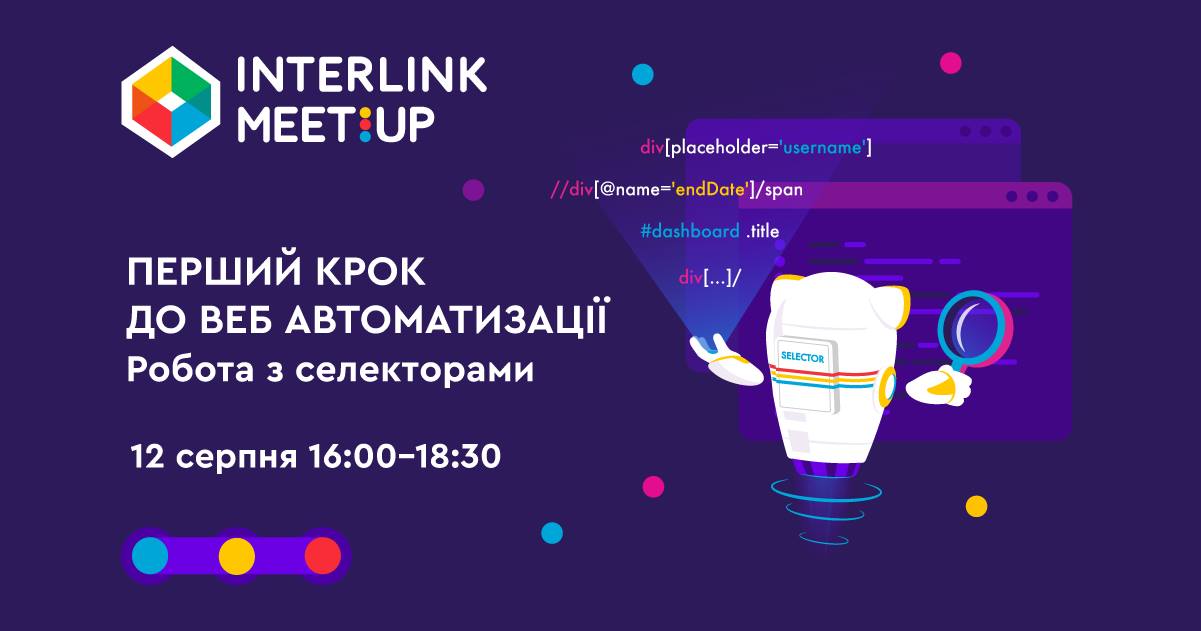 INTERLINK
MEET UP
ПЕРШИЙ КРОК
ДО ВЕБ АВТОМАТИЗАЦІЇ
Робота з селекторами
12 серпня 16:00–18:30
div[placeholder='username']
//div[@name='endDate']/span
#dashboard .title
div[...]/
SELECTOR